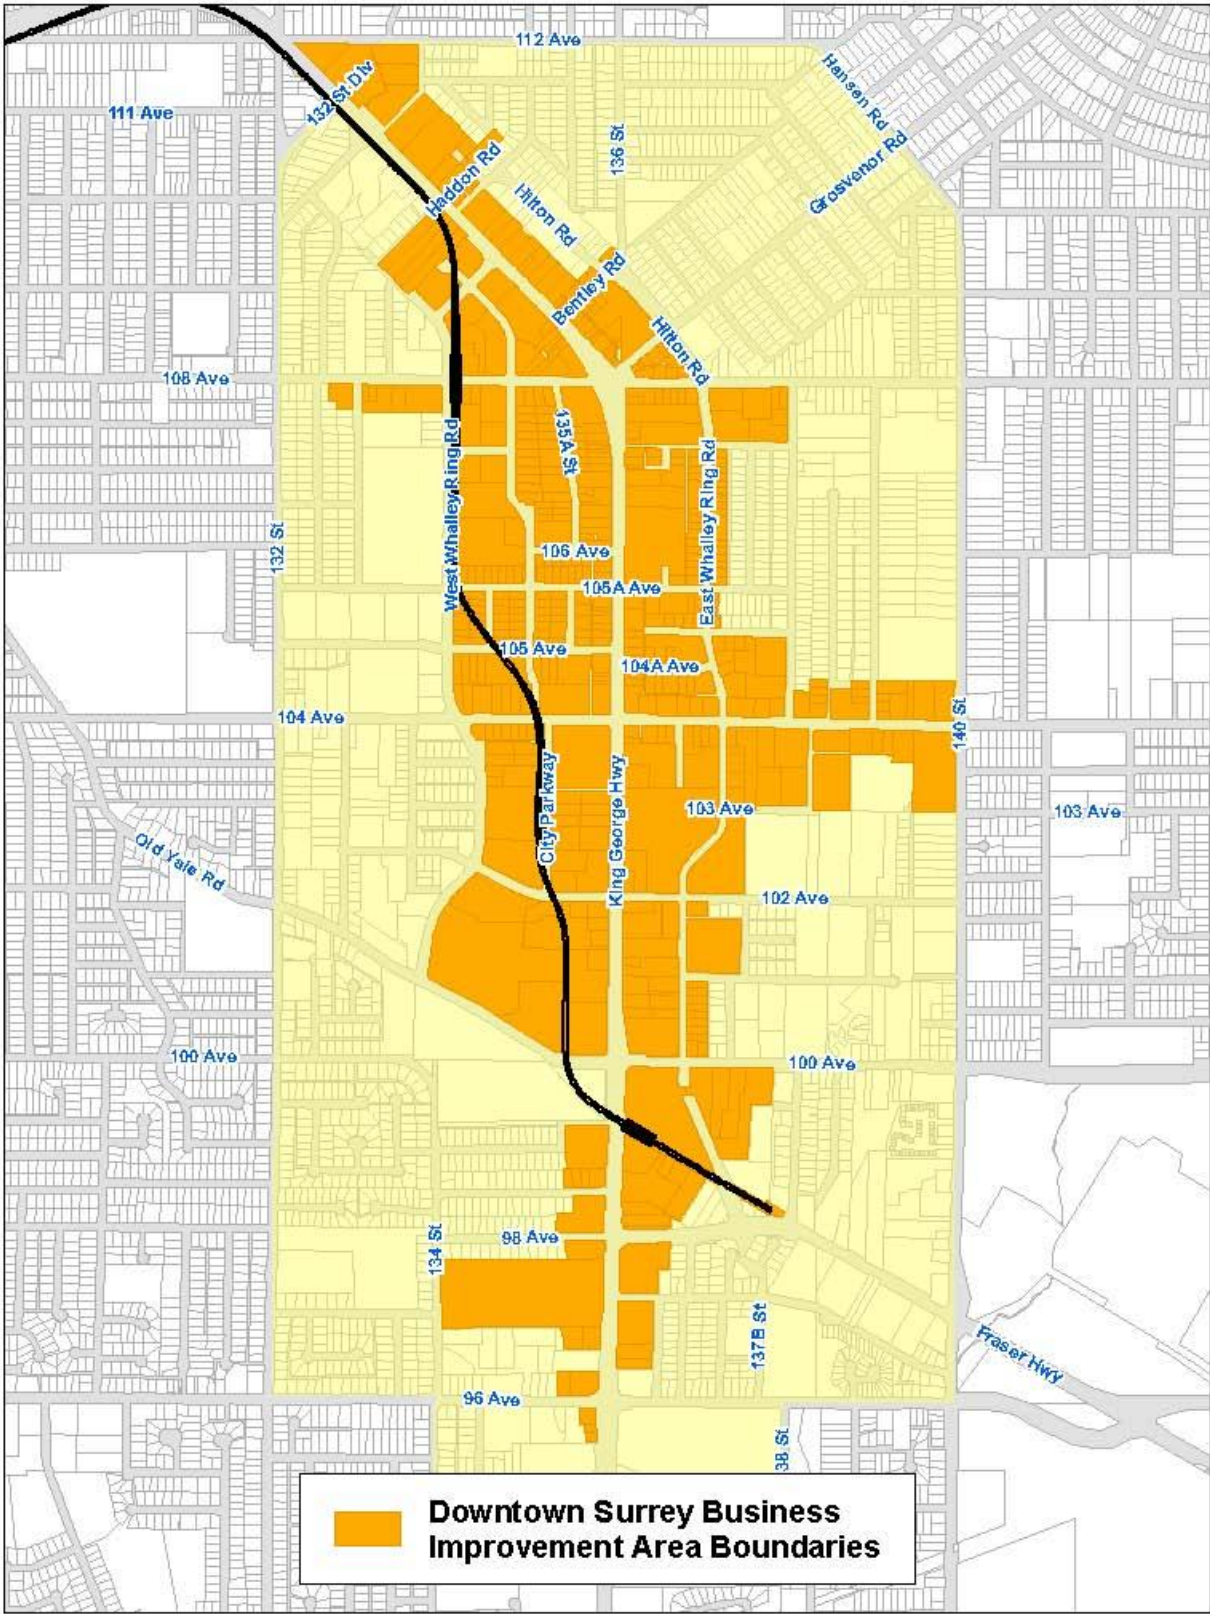 112 Ave
Hansen Rd
132 St Div
111 Ave
136 St
Grosvenor Rd
Haddon Rd
Hilton Rd
Bentley Rd
Hilton Rd
108 Ave
135A St
West Whalley Ring Rd
East Whalley Ring Rd
132 St
106 Ave
105A Ave
105 Ave
104A Ave
104 Ave
140 St
City Parkway
King George Hwy
103 Ave
103 Ave
Old Yale Rd
102 Ave
100 Ave
100 Ave
134 St
98 Ave
137B St
Fraser Hwy
96 Ave
38 St
Downtown Surrey Business
Improvement Area Boundaries